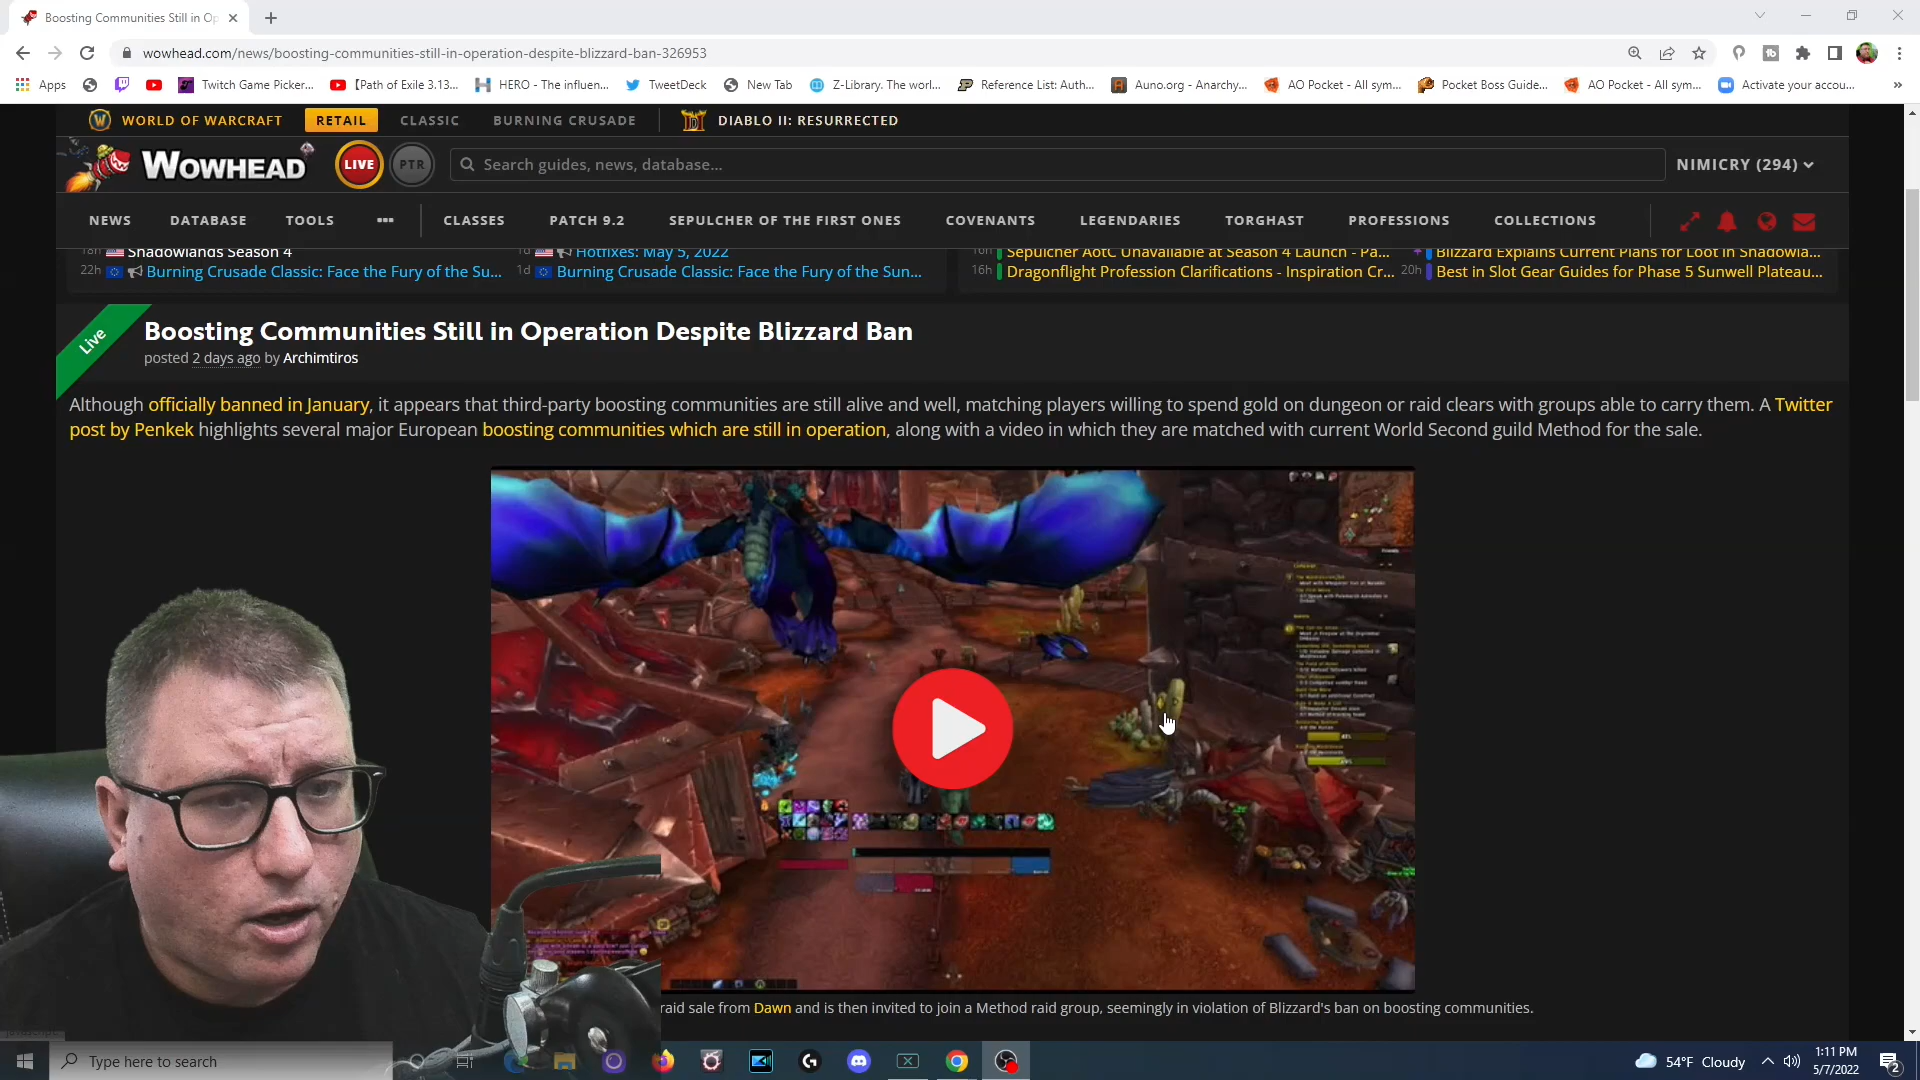 Boosting Communities Still in Op
wowhead.com/news/boosting-communities-still-in-operation-despite-blizzard-ban-326953
Apps Twitch Game Picker... [Path of Exile 3.13... HERO - The influen... TweetDeck New Tab Z-Library. The worl... Reference List: Auth... Auno.org - Anarchy... AO Pocket - All sym... Pocket Boss Guide... AO Pocket - All sym... Activate your accou... »
WORLD OF WARCRAFT RETAIL CLASSIC BURNING CRUSADE DIABLO II: RESURRECTED
WOWHEAD LIVE PTR Search guides, news, database... NIMICRY (294)
NEWS DATABASE TOOLS ••• CLASSES PATCH 9.2 SEPULCHER OF THE FIRST ONES COVENANTS LEGENDARIES TORGHAST PROFESSIONS COLLECTIONS
18h Shadowlands Season 4 1d Hotfixes: May 5, 2022 16h Sepulcher AotC Unavailable at Season 4 Launch - Pa... Blizzard Explains Current Plans for Loot in Shadowla...
22h Burning Crusade Classic: Face the Fury of the Su... 1d Burning Crusade Classic: Face the Fury of the Sun... 16h Dragonflight Profession Clarifications - Inspiration Cr... 20h Best in Slot Gear Guides for Phase 5 Sunwell Plateau...
Live
Boosting Communities Still in Operation Despite Blizzard Ban
posted 2 days ago by Archimtiros
Although officially banned in January, it appears that third-party boosting communities are still alive and well, matching players willing to spend gold on dungeon or raid clears with groups able to carry them. A Twitter
post by Penkek highlights several major European boosting communities which are still in operation, along with a video in which they are matched with current World Second guild Method for the sale.
raid sale from Dawn and is then invited to join a Method raid group, seemingly in violation of Blizzard's ban on boosting communities.
Type here to search 54°F Cloudy 1:11 PM
5/7/2022 2